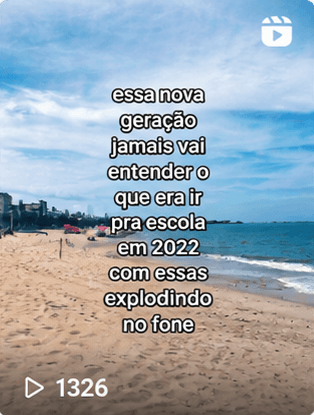 essa nova
geração
jamais vai
entender o
que era ir
pra escola
em 2022
com essas
explodindo
no fone
1326